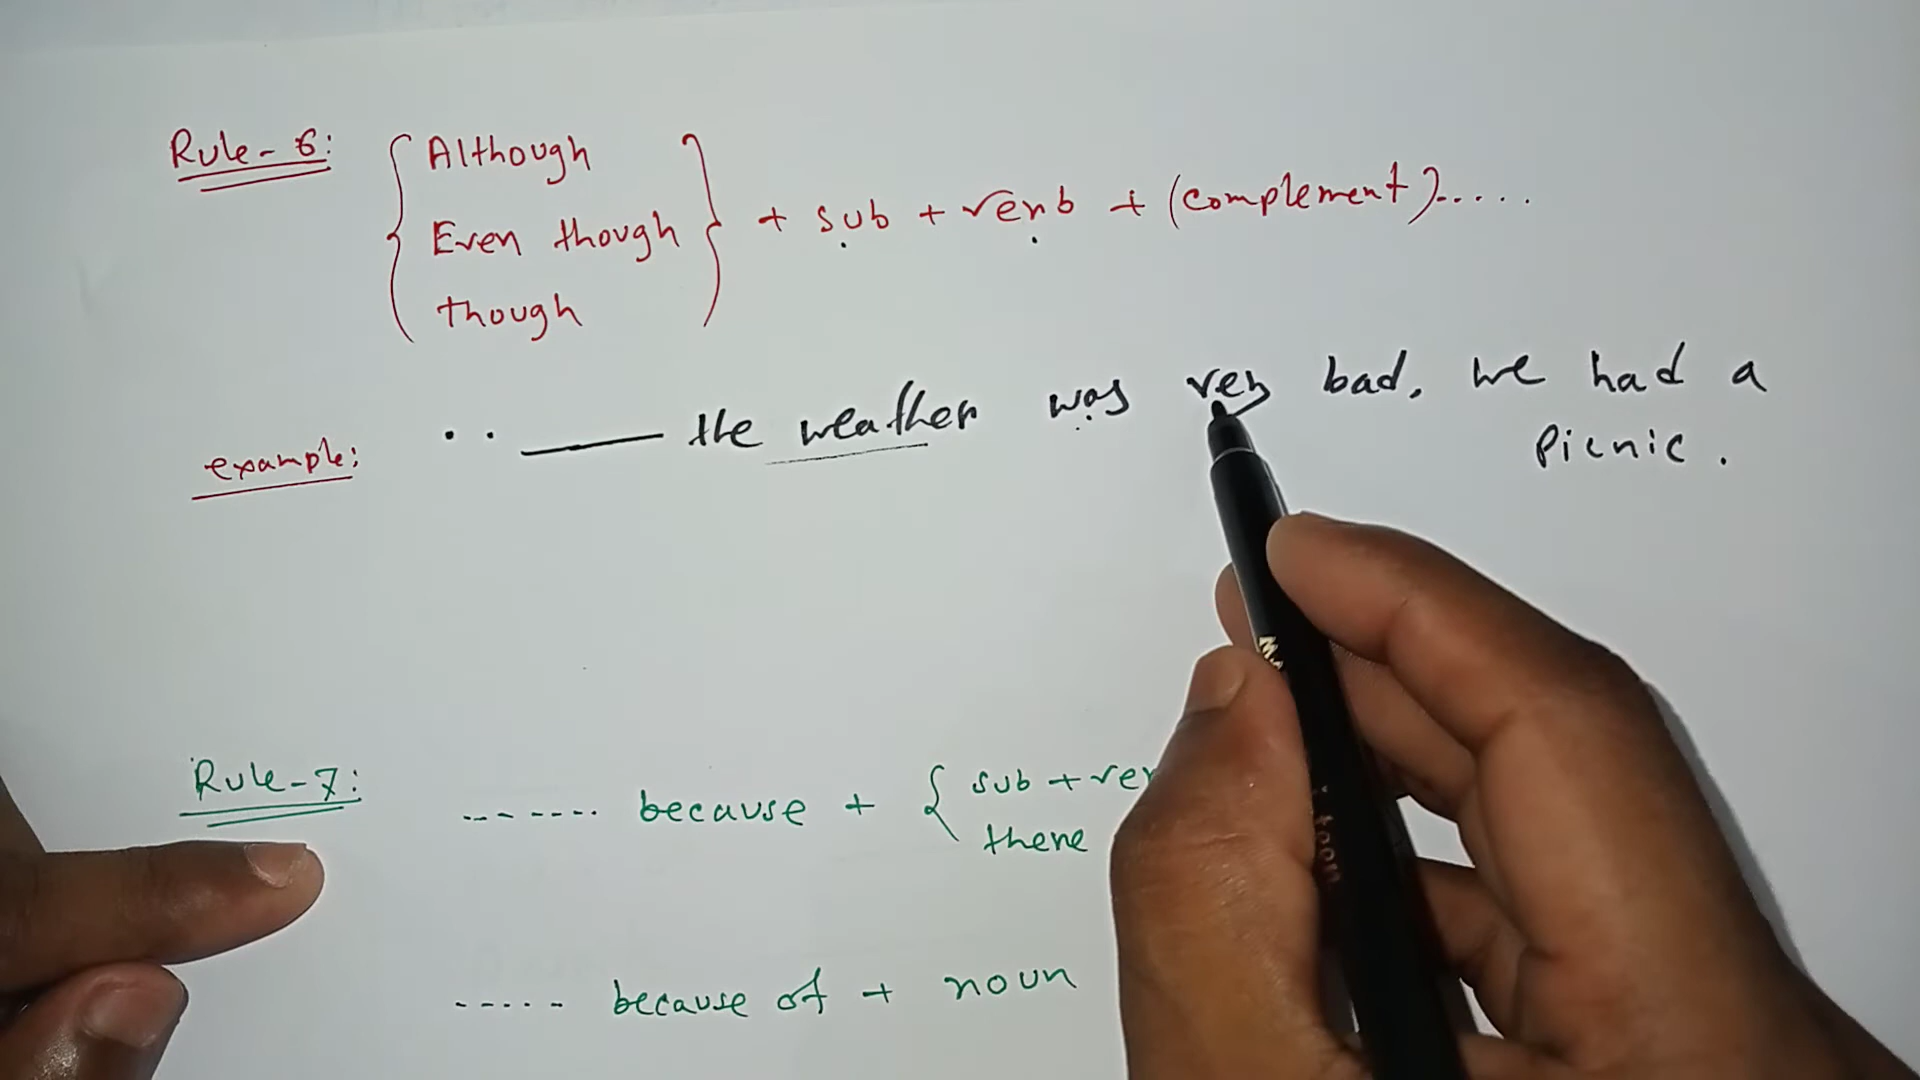 Rule-6: { Although
Even though } + sub + verb + (complement).....
though
example: .. ____ the weather was very bad, we had a
Picnic.
Rule-7: ....... because + { sub + ver
there
..... because of + noun